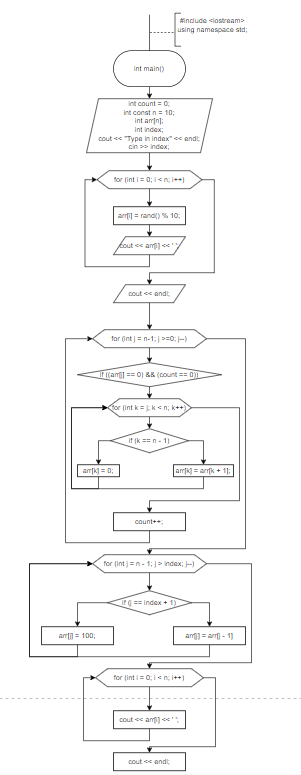 #include <iostream>
using namespace std;
int main()
int count = 0;
int const n = 10;
int arr[n];
int index;
cout << "Type in index" << endl;
cin >> index;
for (int i = 0; i < n; i++)
arr[i] = rand() % 10;
cout << arr[i] << ' '
cout << endl;
for (int j = n-1; j >=0; j--)
if ((arr[j] == 0) && (count == 0))
for (int k = j; k < n; k++)
if (k == n - 1)
arr[k] = 0;
arr[k] = arr[k + 1];
count++;
for (int j = n - 1; j > index; j--)
if (j == index + 1)
arr[j] = 100;
arr[j] = arr[j - 1]
for (int i = 0; i < n; i++)
cout << arr[i] << ' ';
cout << endl;